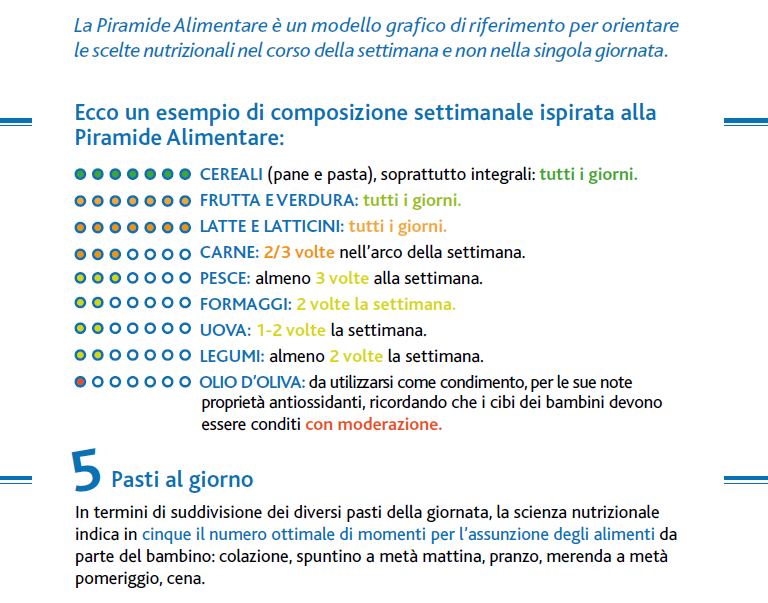 La Piramide Alimentare è un modello grafico di riferimento per orientare
le scelte nutrizionali nel corso della settimana e non nella singola giornata.
Ecco un esempio di composizione settimanale ispirata alla
Piramide Alimentare:
CEREALI (pane e pasta), soprattutto integrali: tutti i giorni.
FRUTTA E VERDURA: tutti i giorni.
LATTE E LATTICINI: tutti i giorni.
CARNE: 2/3 volte nell'arco della settimana.
PESCE: almeno 3 volte alla settimana.
FORMAGGI: 2 volte la settimana.
UOVA: 1-2 volte la settimana.
LEGUMI: almeno 2 volte la settimana.
OLIO D'OLIVA: da utilizzarsi come condimento, per le sue note
proprietà antiossidanti, ricordando che i cibi dei bambini devono
essere conditi con moderazione.
5 Pasti al giorno
In termini di suddivisione dei diversi pasti della giornata, la scienza nutrizionale
indica in cinque il numero ottimale di momenti per l'assunzione degli alimenti da
parte del bambino: colazione, spuntino a metà mattina, pranzo, merenda a metà
pomeriggio, cena.